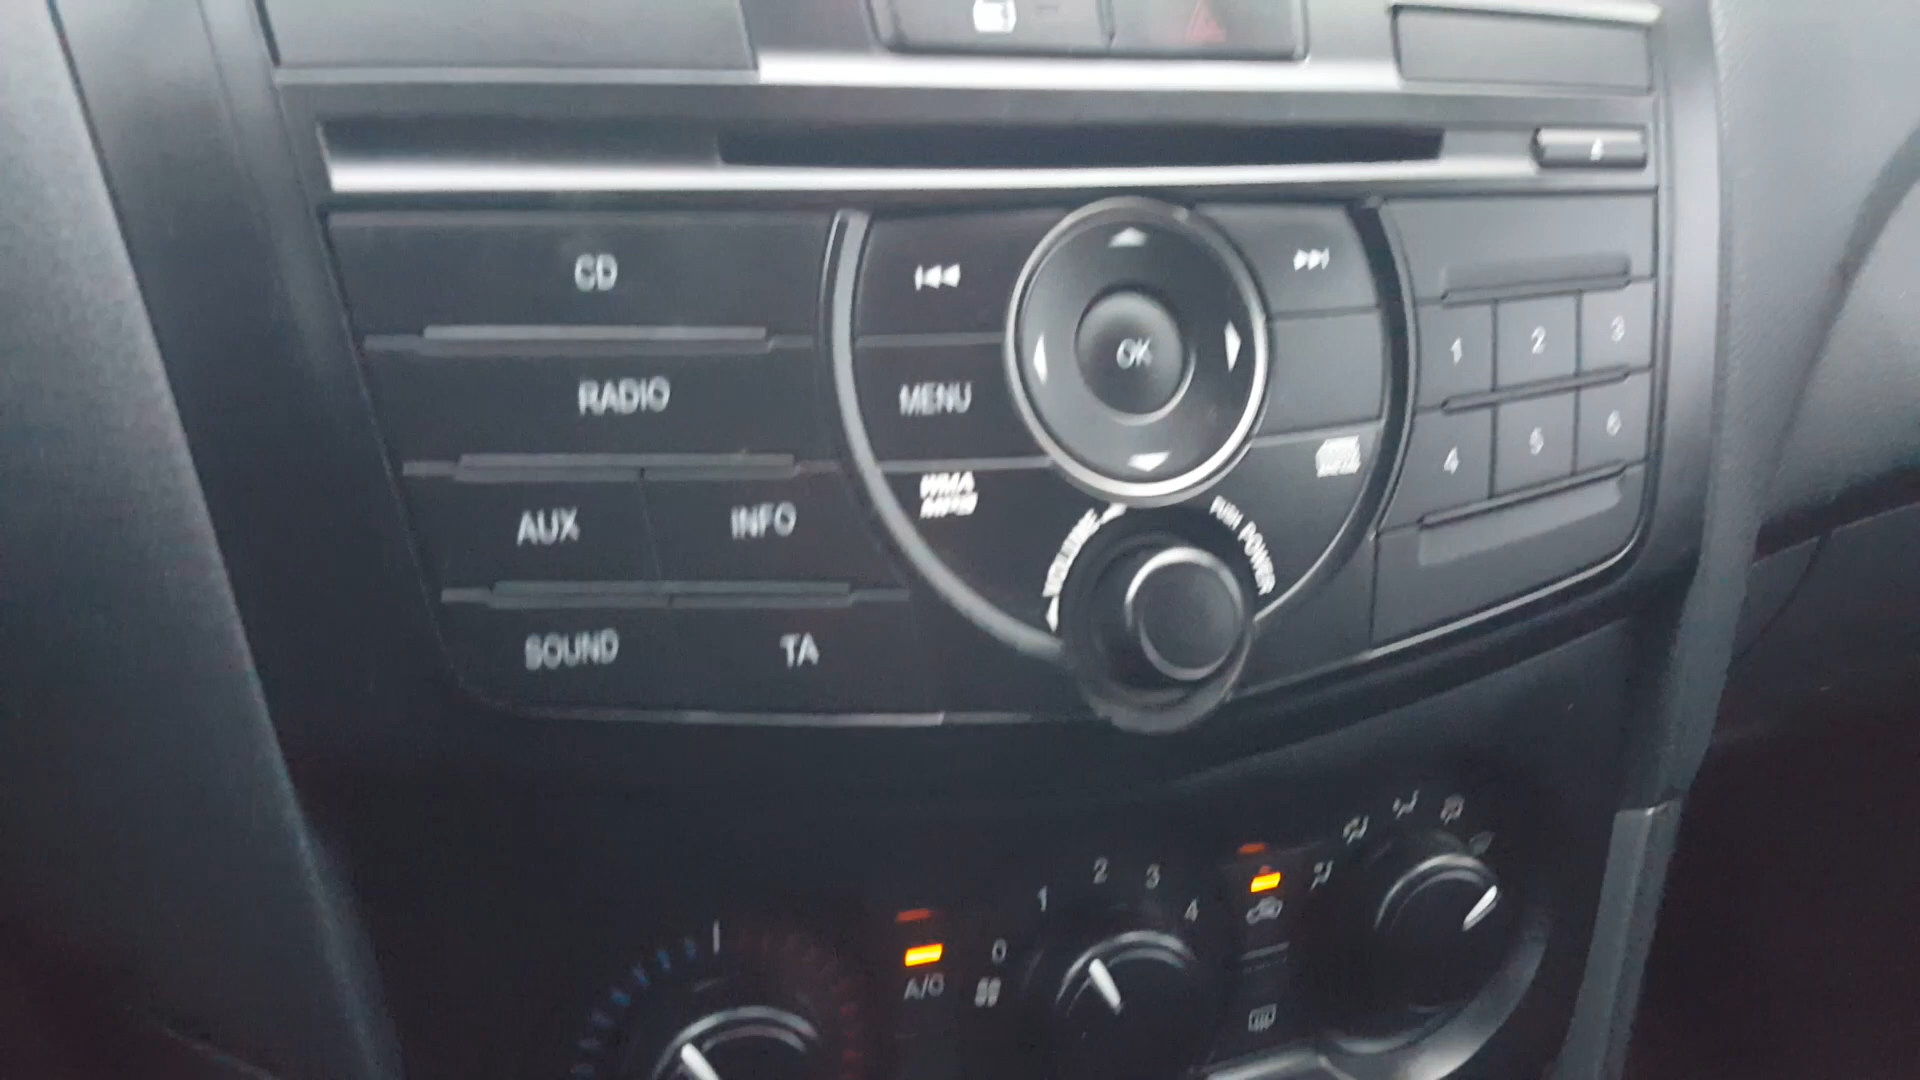 CD
RADIO
AUX INFO
SOUND TA
MENU
WMA
MP3
OK
VOLUME
PUSH POWER
1 2 3
4 5 6
A/C
0 1 2 3 4